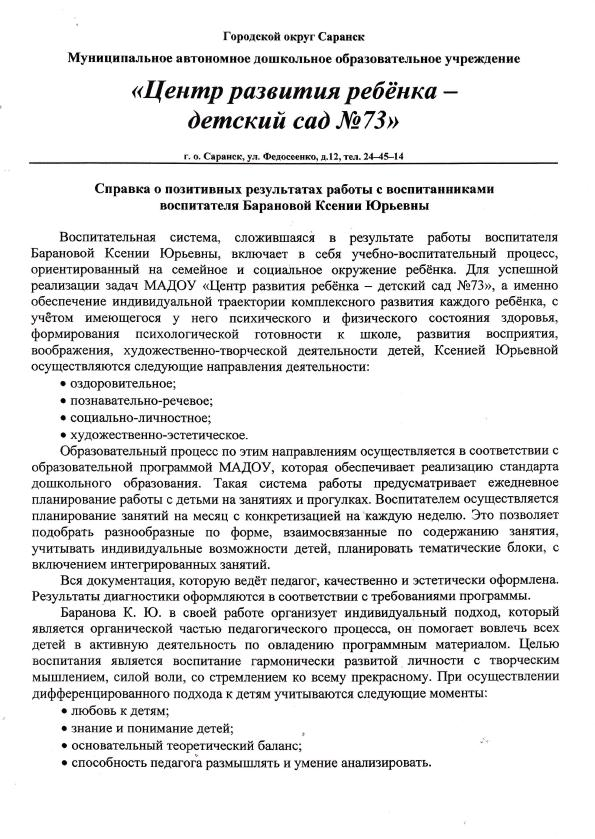 Городской округ Саранск
Муниципальное автономное дошкольное образовательное учреждение
«Центр развития ребёнка –
детский сад №73»
г. о. Саранск, ул. Федосеенко, д.12, тел. 24–45–14
Справка о позитивных результатах работы с воспитанниками
воспитателя Барановой Ксении Юрьевны
Воспитательная система, сложившаяся в результате работы воспитателя
Барановой Ксении Юрьевны, включает в себя учебно-воспитательный процесс,
ориентированный на семейное и социальное окружение ребёнка. Для успешной
реализации задач МАДОУ «Центр развития ребёнка – детский сад №73», а именно
обеспечение индивидуальной траектории комплексного развития каждого ребёнка, с
учётом имеющегося у него психического и физического состояния здоровья,
формирования психологической готовности к школе, развития восприятия,
воображения, художественно-творческой деятельности детей, Ксенией Юрьевной
осуществляются следующие направления деятельности:
• оздоровительное;
• познавательно-речевое;
• социально-личностное;
• художественно-эстетическое.
Образовательный процесс по этим направлениям осуществляется в соответствии с
образовательной программой МАДОУ, которая обеспечивает реализацию стандарта
дошкольного образования. Такая система работы предусматривает ежедневное
планирование работы с детьми на занятиях и прогулках. Воспитателем осуществляется
планирование занятий на месяц с конкретизацией на каждую неделю. Это позволяет
подобрать разнообразные по форме, взаимосвязанные по содержанию занятия,
учитывать индивидуальные возможности детей, планировать тематические блоки, с
включением интегрированных занятий.
Вся документация, которую ведёт педагог, качественно и эстетически оформлена.
Результаты диагностики оформляются в соответствии с требованиями программы.
Баранова К. Ю. в своей работе организует индивидуальный подход, который
является органической частью педагогического процесса, он помогает вовлечь всех
детей в активную деятельность по овладению программным материалом. Целью
воспитания является воспитание гармонически развитой личности с творческим
мышлением, силой воли, со стремлением ко всему прекрасному. При осуществлении
дифференцированного подхода к детям учитываются следующие моменты:
• любовь к детям;
• знание и понимание детей;
• основательный теоретический баланс;
• способность педагога размышлять и умение анализировать.